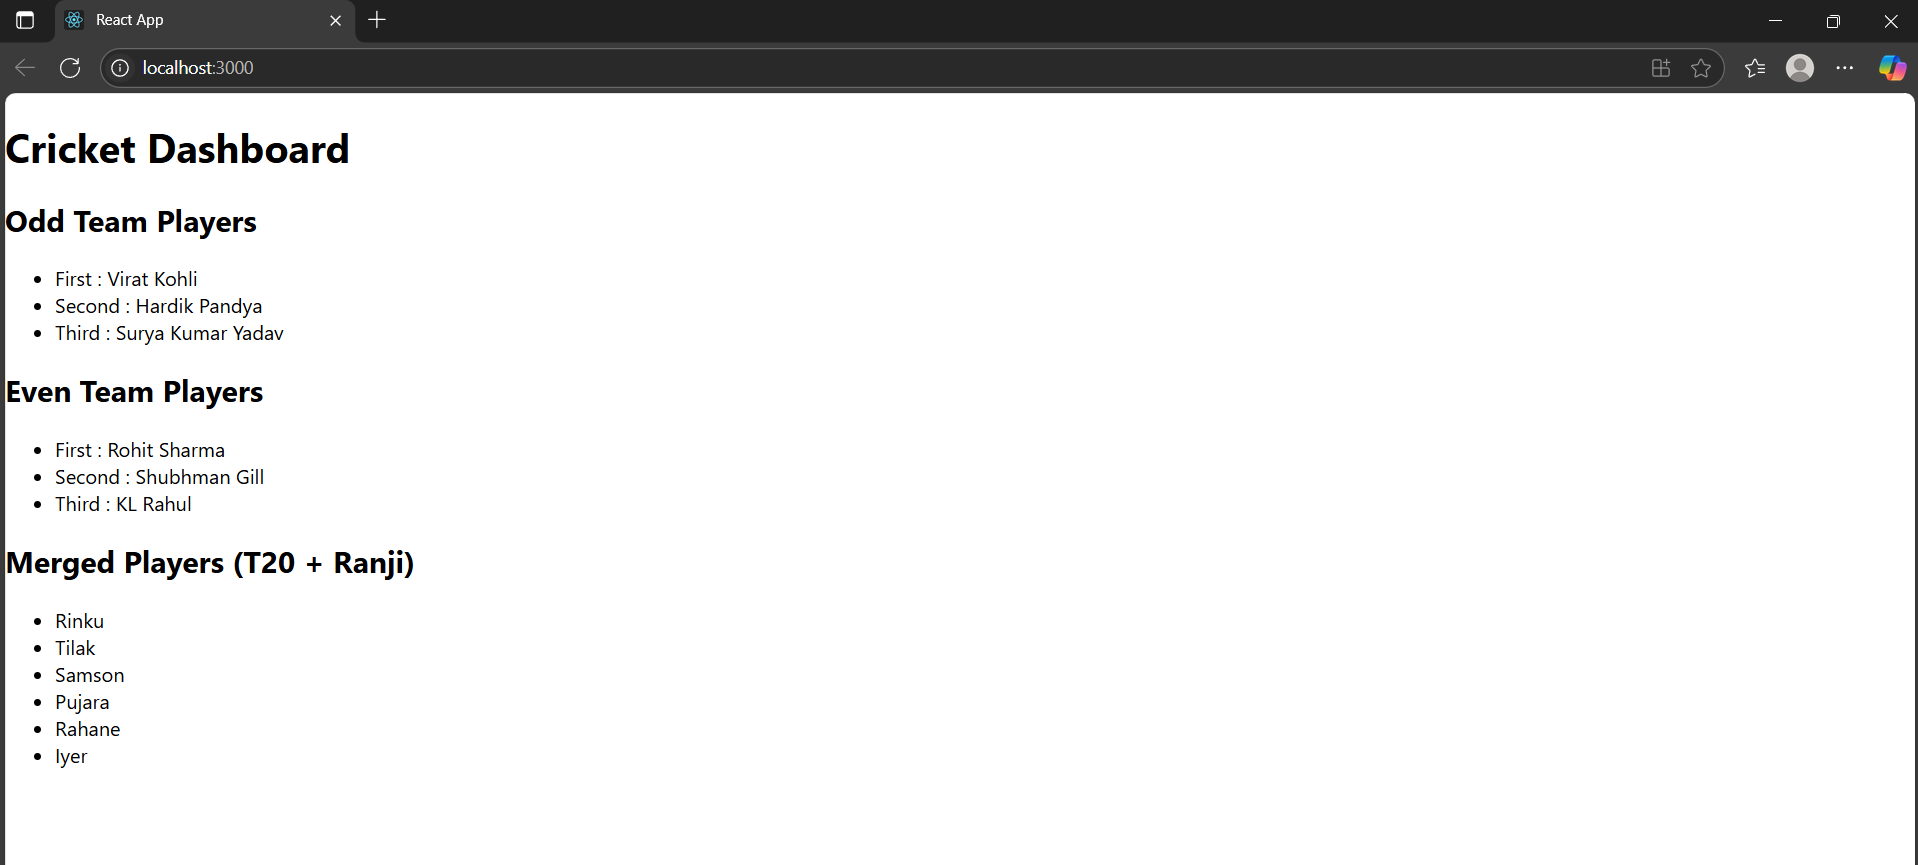 React App
localhost:3000
Cricket Dashboard
Odd Team Players
First : Virat Kohli
Second : Hardik Pandya
Third : Surya Kumar Yadav
Even Team Players
First : Rohit Sharma
Second : Shubhman Gill
Third : KL Rahul
Merged Players (T20 + Ranji)
Rinku
Tilak
Samson
Pujara
Rahane
Iyer